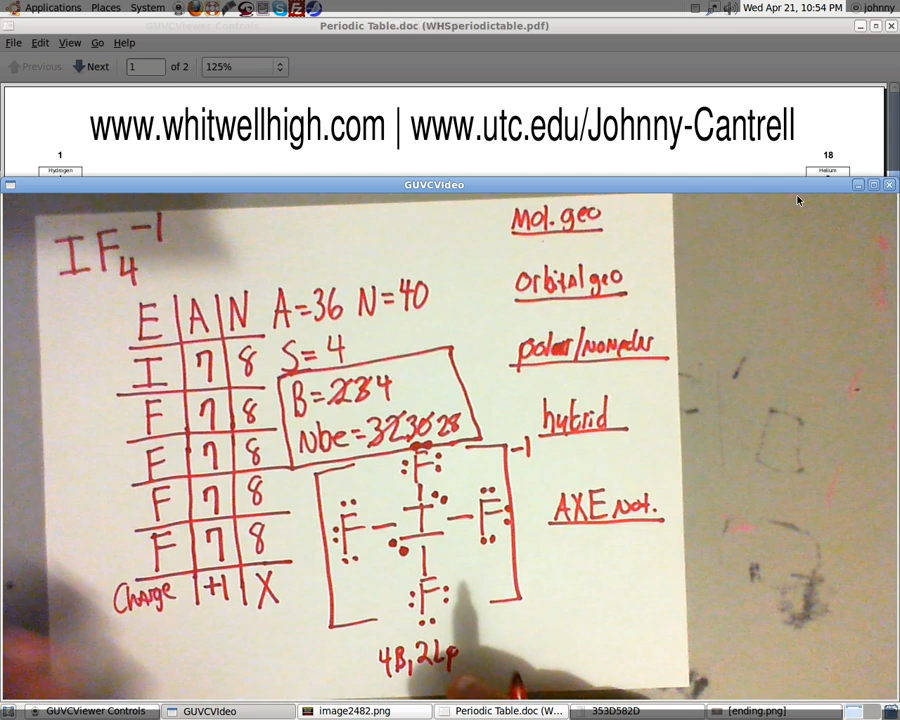 Applications Places System Wed Apr 21, 10:54 PM johnny
GUVCViewer Controls Periodic Table.doc (WHSperiodictable.pdf)
File Edit View Go Help
Previous Next 1 of 2 125%
www.whitwellhigh.com | www.utc.edu/Johnny-Cantrell
1 18
Hydrogen Helium
GUVCVIdeo
IF4-1
E A N A=36 N=40
I 7 8 S=4
F 7 8
F 7 8
F 7 8
F 7 8
Charge +1 X
B=234
Nbe=323028
-1
:F:
:F – I – F:
:F:
4B, 2Lp
Mol. geo
Orbital geo
polar/nonpolar
hybrid
AXE Not.
GUVCViewer Controls GUVCVIdeo image2482.png Periodic Table.doc (W... 353D582D [ending.png]